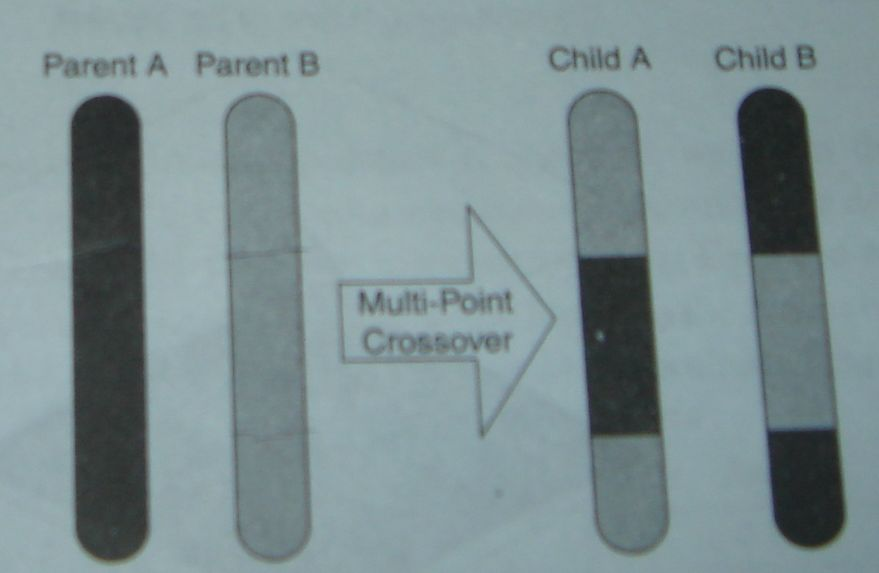 Parent A Parent B Child A Child B
Multi-Point
Crossover